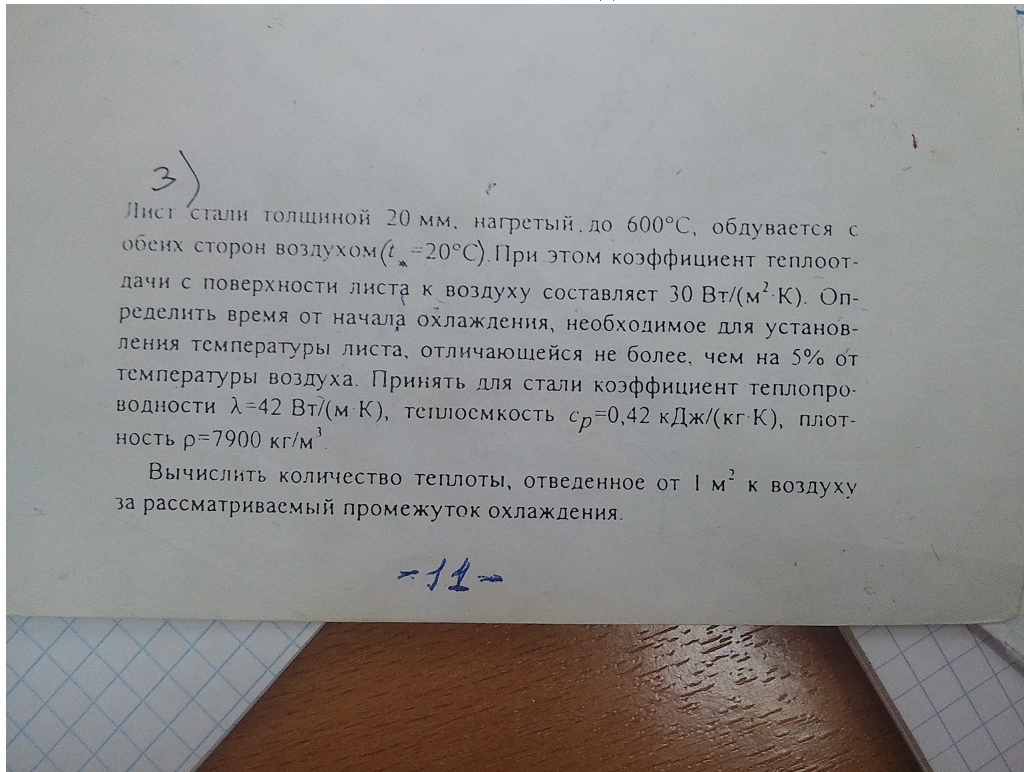 3)
Лист стали толщиной 20 мм, нагретый до 600°С, обдувается с
обеих сторон воздухом (tж=20°С). При этом коэффициент теплоот-
дачи с поверхности листа к воздуху составляет 30 Вт/(м²·К). Оп-
ределить время от начала охлаждения, необходимое для установ-
ления температуры листа, отличающейся не более, чем на 5% от
температуры воздуха. Принять для стали коэффициент теплопро-
водности λ=42 Вт/(м·К), теплоемкость cp=0,42 кДж/(кг·К), плот-
ность ρ=7900 кг/м³.
Вычислить количество теплоты, отведенное от 1 м² к воздуху
за рассматриваемый промежуток охлаждения.
-11-